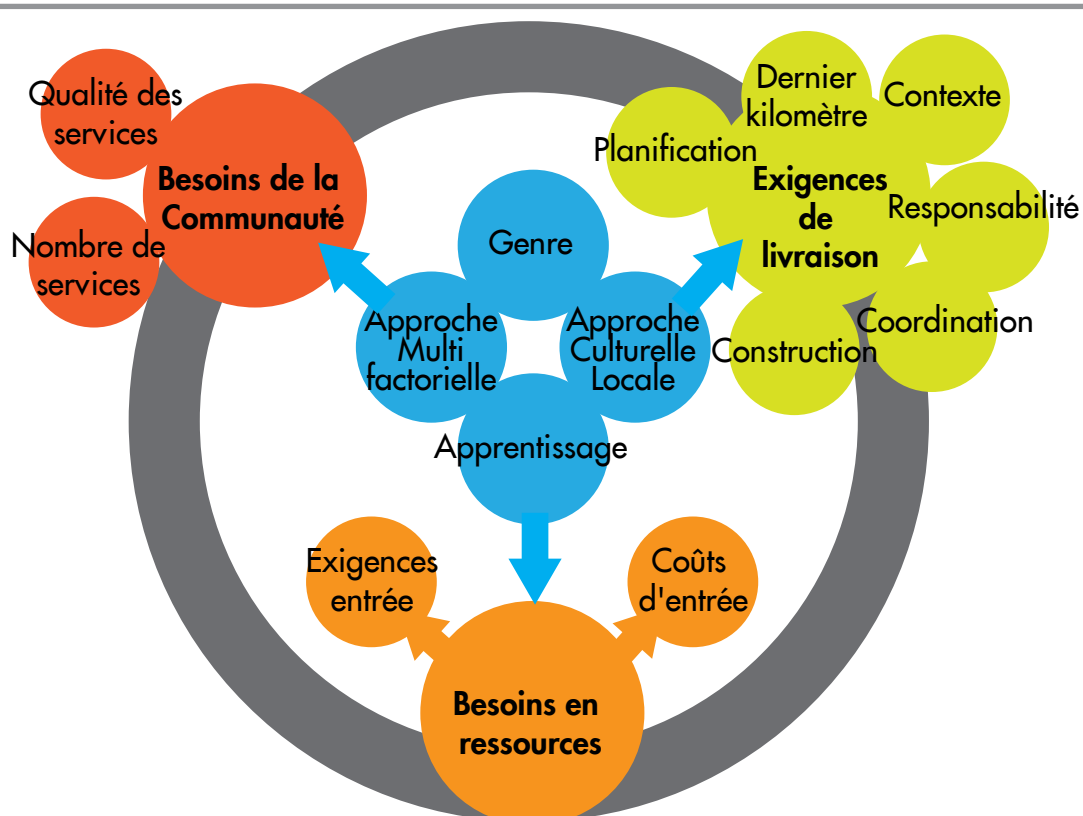 Qualité des
services
Besoins de la
Communauté
Nombre de
services
Dernier
kilomètre
Contexte
Planification
Exigences
de
livraison
Responsabilité
Coordination
Construction
Genre
Approche
Multi
factorielle
Approche
Culturelle
Locale
Apprentissage
Exigences
entrée
Coûts
d'entrée
Besoins en
ressources